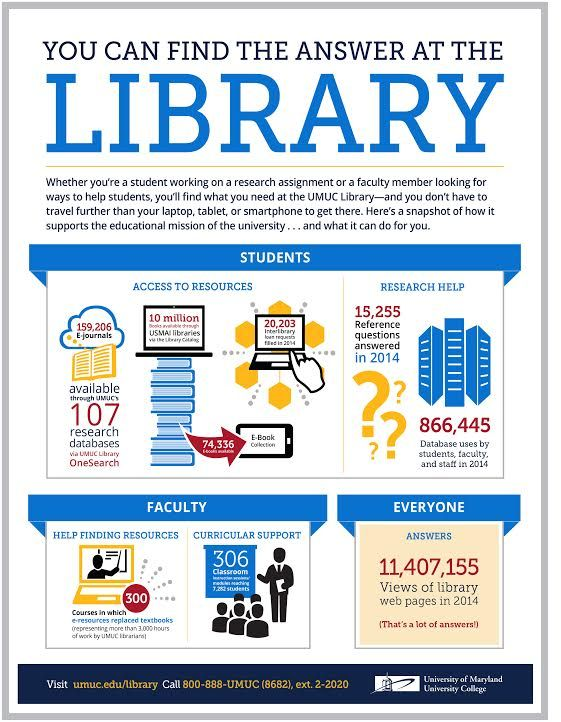 YOU CAN FIND THE ANSWER AT THE
LIBRARY
Whether you're a student working on a research assignment or a faculty member looking for
ways to help students, you'll find what you need at the UMUC Library—and you don't have to
travel further than your laptop, tablet, or smartphone to get there. Here's a snapshot of how it
supports the educational mission of the university . . . and what it can do for you.
STUDENTS
ACCESS TO RESOURCES
159,206
E-journals
available
through UMUC's
107
research
databases
via UMUC Library
OneSearch
10 million
Books available through
USMAI libraries
via the Library Catalog
74,336
E-books available
E-Book
Collection
20,203
Interlibrary
loan requests
filled in 2014
RESEARCH HELP
15,255
Reference
questions
answered
in 2014
? ? ? ?
866,445
Database uses by
students, faculty,
and staff in 2014
FACULTY
HELP FINDING RESOURCES
300
Courses in which
e-resources replaced textbooks
(representing more than 3,000 hours
of work by UMUC librarians)
CURRICULAR SUPPORT
306
Classroom
instruction sessions/
modules reaching
7,282 students
EVERYONE
ANSWERS
11,407,155
Views of library
web pages in 2014
(That's a lot of answers!)
Visit umuc.edu/library Call 800-888-UMUC (8682), ext. 2-2020
University of Maryland
University College